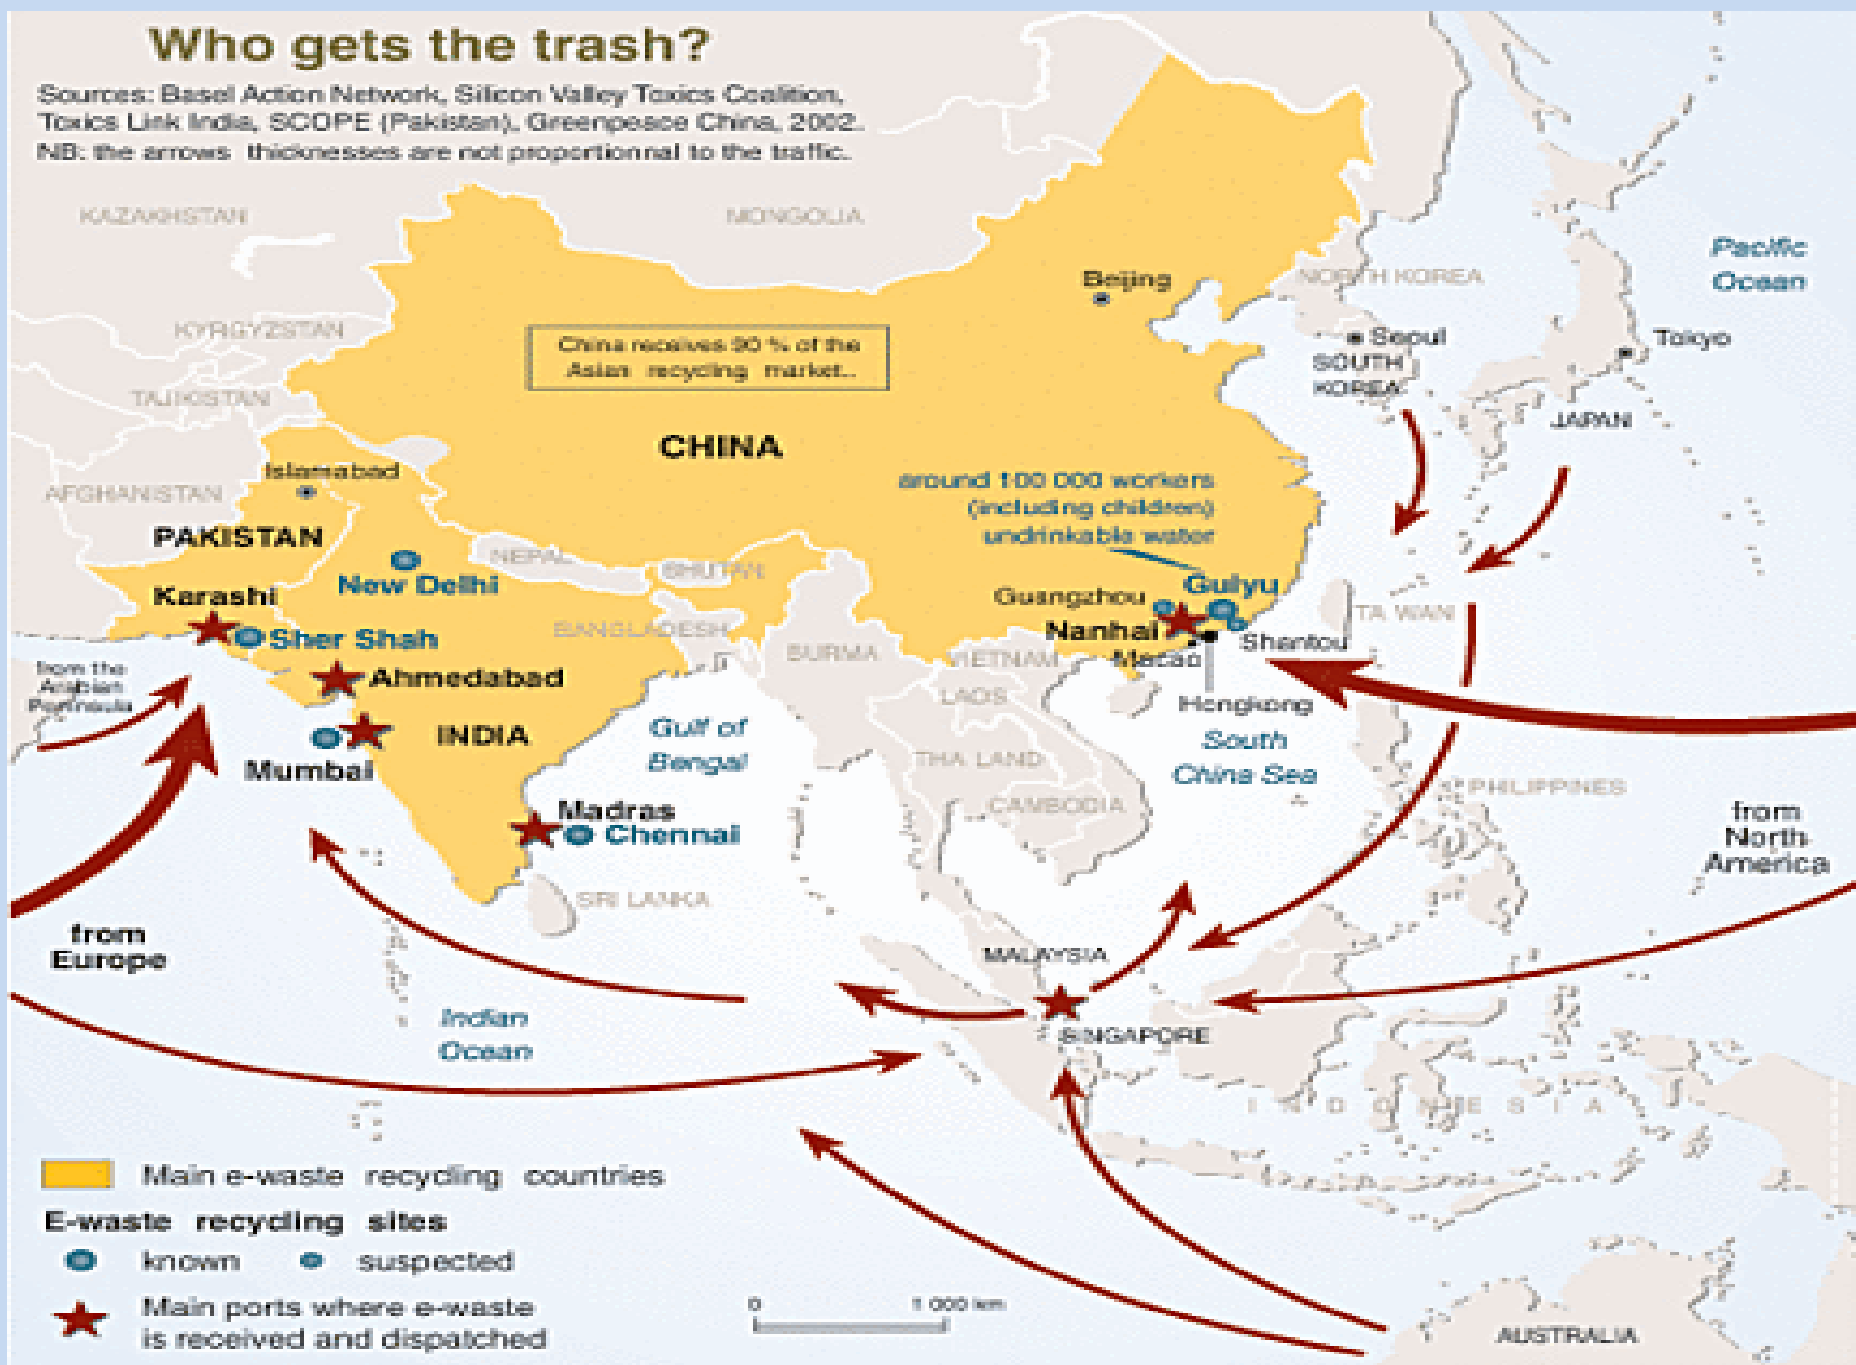 Who gets the trash?
Sources: Basel Action Network, Silicon Valley Toxics Coalition,
Toxics Link India, SCOPE (Pakistan), Greenpeace China, 2002.
NB: the arrows thicknesses are not proportionnal to the traffic.
KAZAKHSTAN
MONGOLIA
Pacific
Ocean
Beijing
NORTH KOREA
KYRGYZSTAN
China receives 90 % of the
Asian recycling market..
Seoul
SOUTH
KOREA
Tokyo
TAJIKISTAN
JAPAN
CHINA
Islamabad
AFGHANISTAN
around 100 000 workers
(including children)
undrinkable water
PAKISTAN
NEPAL
BHUTAN
New Delhi
Karashi
Guiyu
Guangzhou
TAIWAN
Sher Shah
BANGLADESH
Nanhai
Shantou
BURMA
VIETNAM
Macao
from the
Arabian
Peninsula
Ahmedabad
LAOS
Hongkong
INDIA
Gulf of
Bengal
South
China Sea
THAILAND
Mumbai
PHILIPPINES
CAMBODIA
Madras
Chennai
from
North
America
SRI LANKA
from
Europe
MALAYSIA
Indian
Ocean
SINGAPORE
INDONESIA
Main e-waste recycling countries
E-waste recycling sites
known
suspected
Main ports where e-waste
is received and dispatched
0 1 000 km
AUSTRALIA